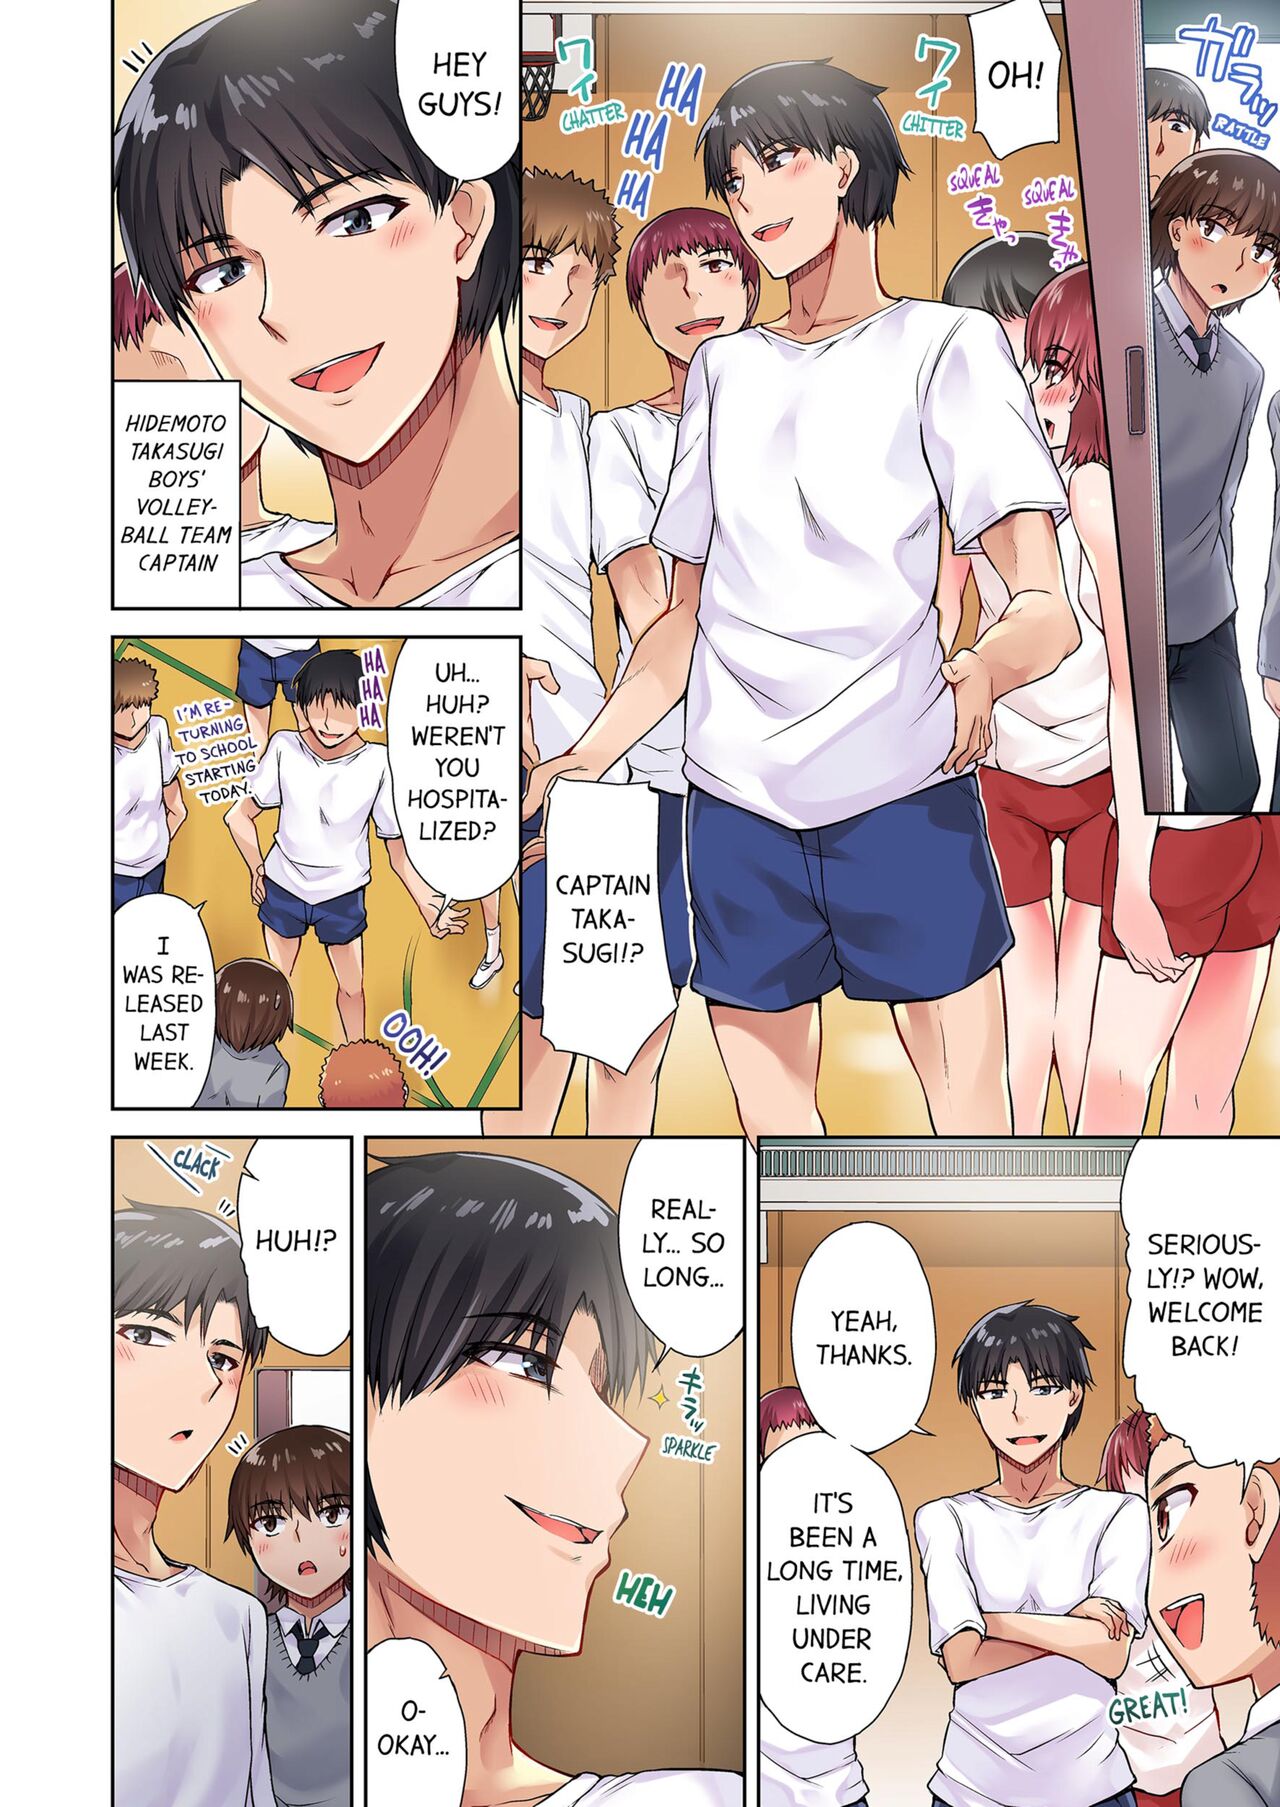 ガラッ
RATTLE
OH!
ワイ
CHITTER
ワイ
CHATTER
HA
HA
HA
SQUEAL
きゃっ
SQUEAL
きゃっ
CAPTAIN
TAKA-
SUGI!?
HEY
GUYS!
HIDEMOTO
TAKASUGI
BOYS'
VOLLEY-
BALL TEAM
CAPTAIN
UH...
HUH?
WEREN'T
YOU
HOSPITA-
LIZED?
HA
HA
HA
I'M RE-
TURNING
TO SCHOOL
STARTING
TODAY.
I
WAS RE-
LEASED
LAST
WEEK.
OOH!
SERIOUS-
LY!? WOW,
WELCOME
BACK!
YEAH,
THANKS.
IT'S
BEEN A
LONG TIME,
LIVING
UNDER
CARE.
GREAT!
REAL-
LY... SO
LONG...
キラッ
SPARKLE
HEH
O-
OKAY...
HUH!?
CLACK